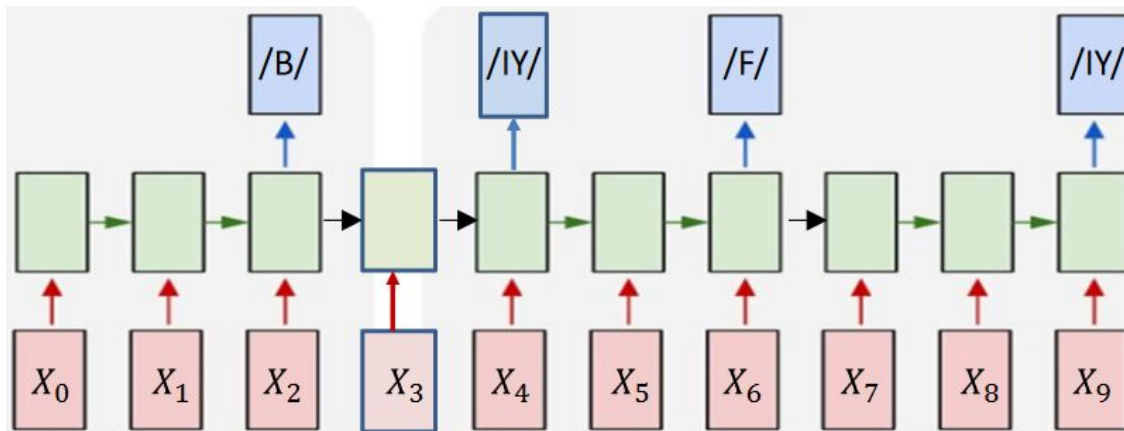 /B/ /IY/ /F/ /IY/
X₀ X₁ X₂ X₃ X₄ X₅ X₆ X₇ X₈ X₉